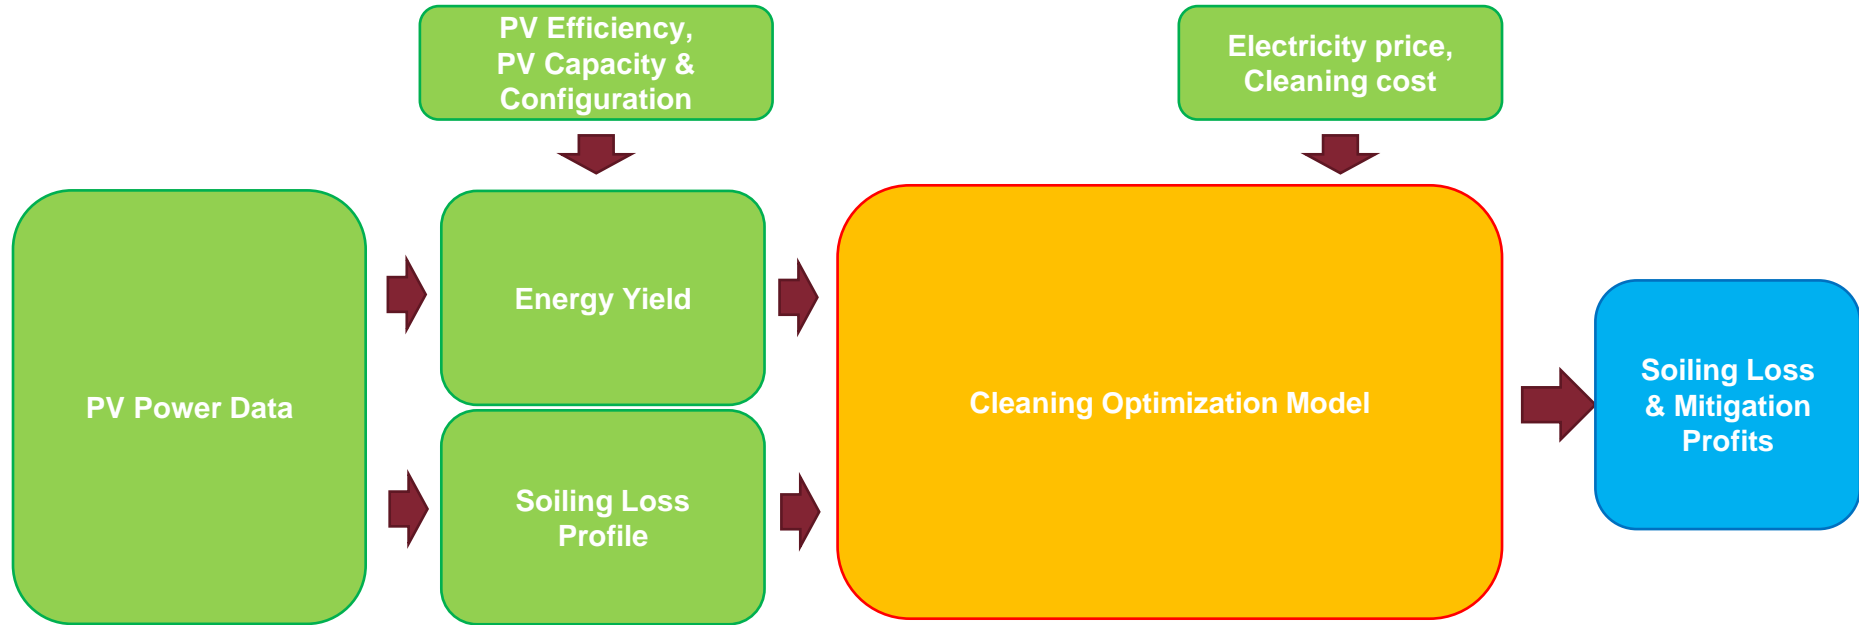 PV Efficiency,
PV Capacity &
Configuration
Electricity price,
Cleaning cost
PV Power Data
Energy Yield
Soiling Loss
Profile
Cleaning Optimization Model
Soiling Loss
& Mitigation
Profits